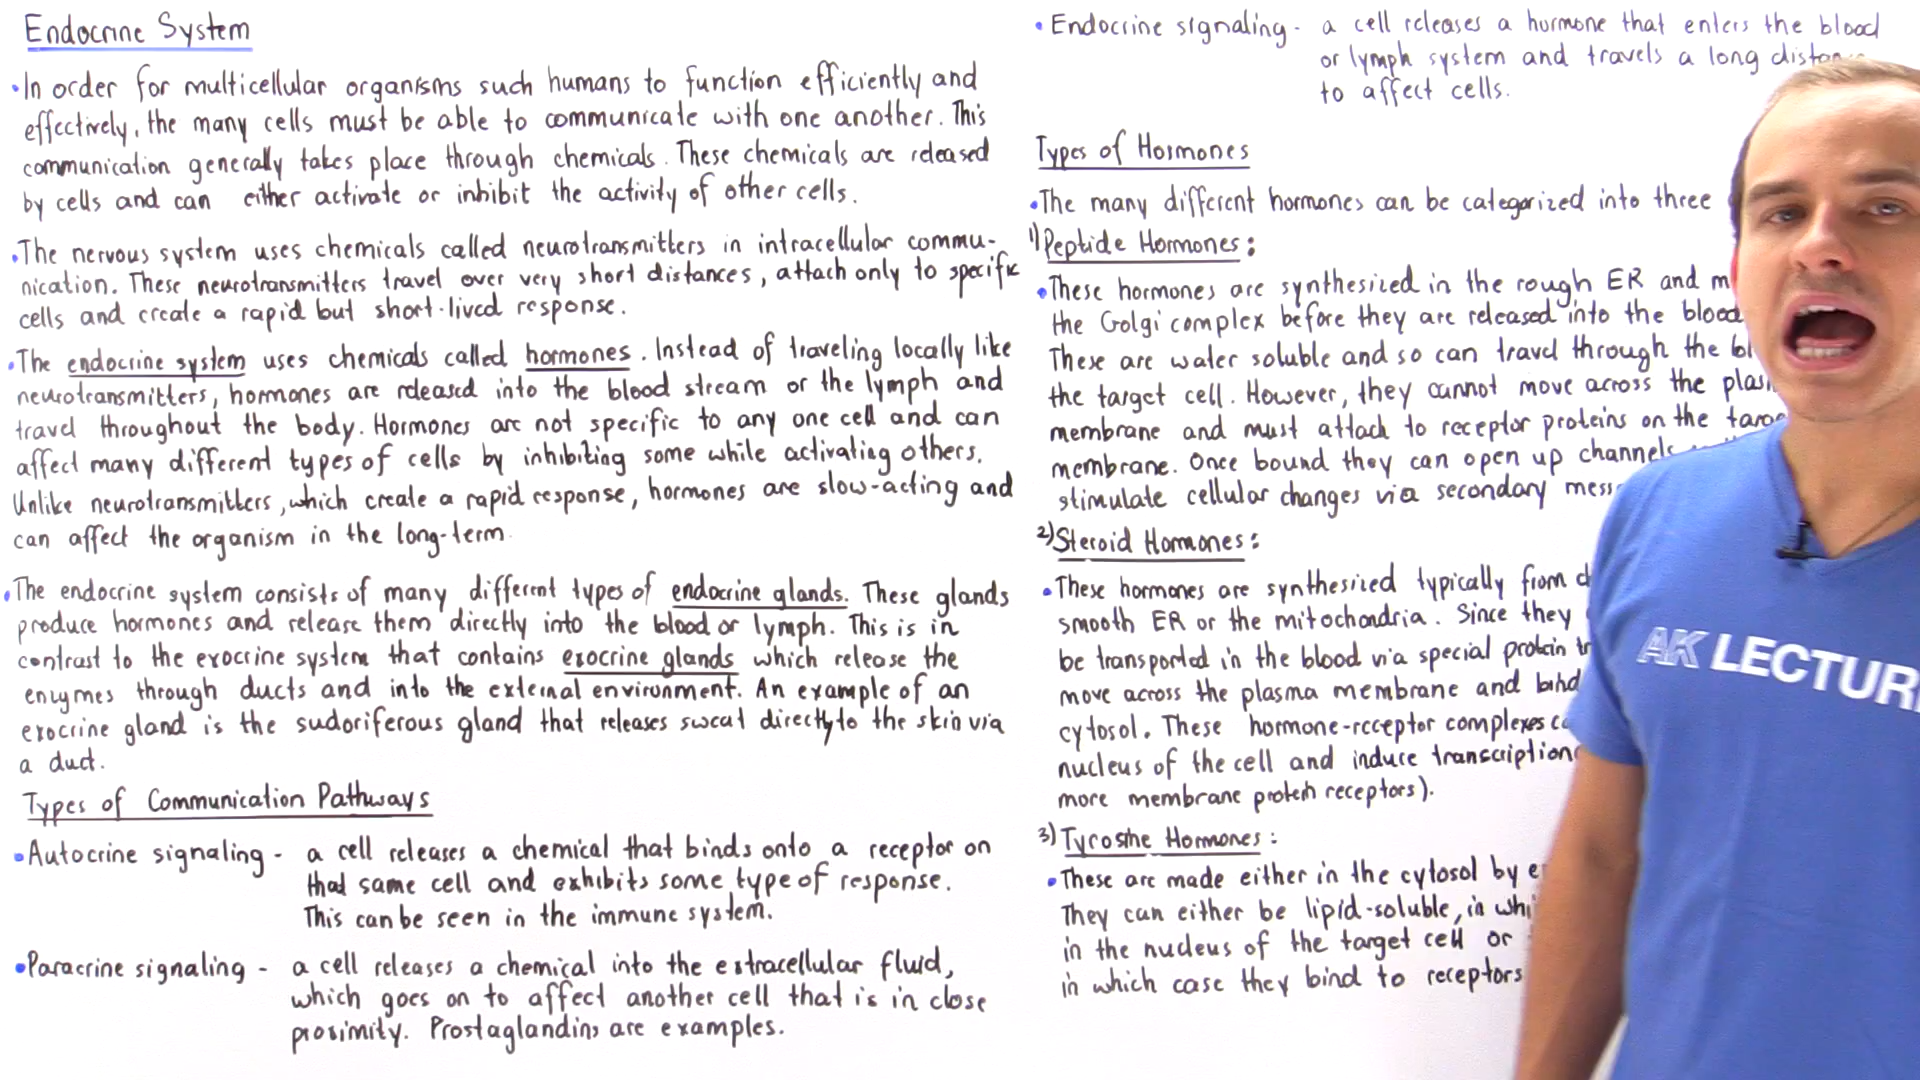 Endocrine System
• In order for multicellular organisms such humans to function efficiently and
effectively, the many cells must be able to communicate with one another. This
communication generally takes place through chemicals. These chemicals are released
by cells and can either activate or inhibit the activity of other cells.
• The nervous system uses chemicals called neurotransmitters in intracellular commu-
nication. These neurotransmitters travel over very short distances, attach only to specific
cells and create a rapid but short-lived response.
• The endocrine system uses chemicals called hormones. Instead of traveling locally like
neurotransmitters, hormones are released into the blood stream or the lymph and
travel throughout the body. Hormones are not specific to any one cell and can
affect many different types of cells by inhibiting some while activating others.
Unlike neurotransmitters, which create a rapid response, hormones are slow-acting and
can affect the organism in the long-term.
• The endocrine system consists of many different types of endocrine glands. These glands
produce hormones and release them directly into the blood or lymph. This is in
contrast to the exocrine system that contains exocrine glands which release the
enzymes through ducts and into the external environment. An example of an
exocrine gland is the sudoriferous gland that releases sweat directly to the skin via
a duct.
Types of Communication Pathways
• Autocrine signaling - a cell releases a chemical that binds onto a receptor on
that same cell and exhibits some type of response.
This can be seen in the immune system.
• Paracrine signaling - a cell releases a chemical into the extracellular fluid,
which goes on to affect another cell that is in close
proximity. Prostaglandins are examples.
• Endocrine signaling - a cell releases a hormone that enters the blood
or lymph system and travels a long
to affect cells.
Types of Hormones
• The many different hormones can be categorized into three
1) Peptide Hormones:
• These hormones are synthesized in the rough ER and
the Golgi complex before they are released into the blood
These are water soluble and so can travel through the
the target cell. However, they cannot move across the
membrane and must attach to receptor proteins on the
membrane. Once bound they can open up channels
stimulate cellular changes via secondary
2) Steroid Hormones:
• These hormones are synthesized typically from
smooth ER or the mitochondria. Since they
be transported in the blood via special protein
move across the plasma membrane and bind
cytosol. These hormone-receptor complexes
nucleus of the cell and induce transcription
more membrane protein receptors).
3) Tyrosine Hormones:
• These are made either in the cytosol by
They can either be lipid-soluble, in
in the nucleus of the target cell or
in which case they bind to receptors
AK LECTUR